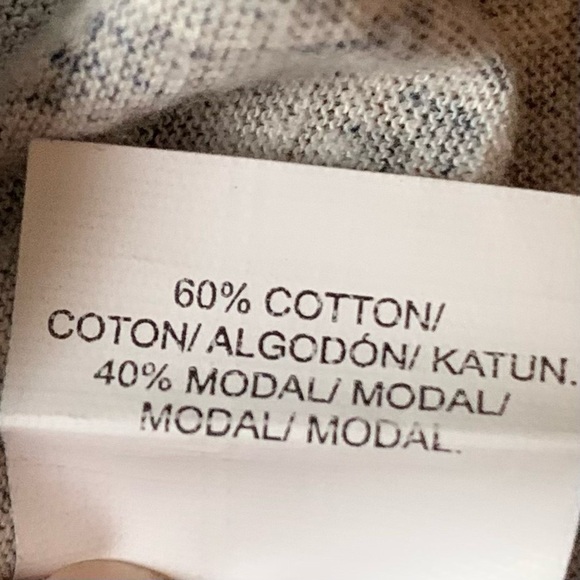 60% COTTON/
COTON/ ALGODÓN/ KATUN.
40% MODAL/ MODAL/
MODAL/ MODAL.